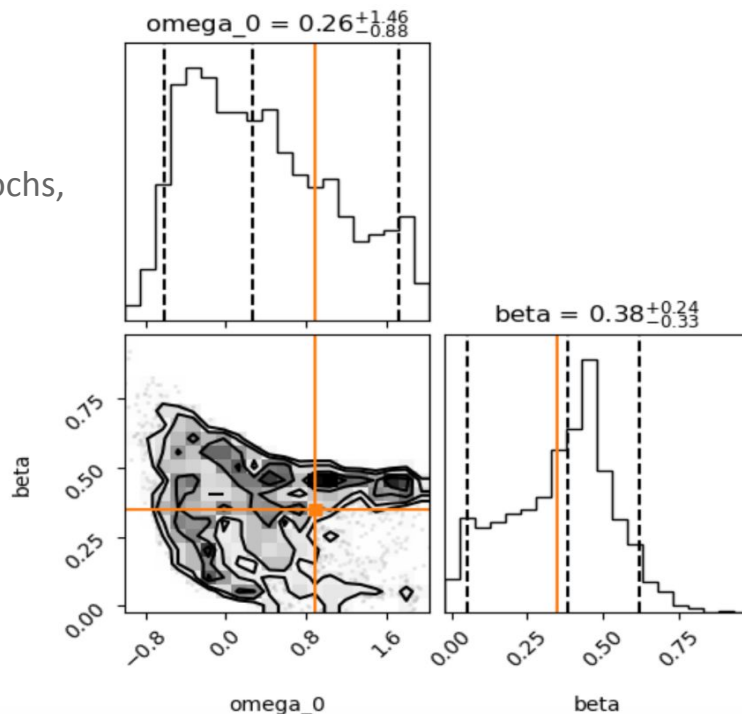 omega_0 = 0.26+1.46−0.88
ochs,
beta = 0.38+0.24−0.33
beta
0.75
0.50
0.25
0.00
−0.8 0.0 0.8 1.6
0.00 0.25 0.50 0.75
omega_0
beta